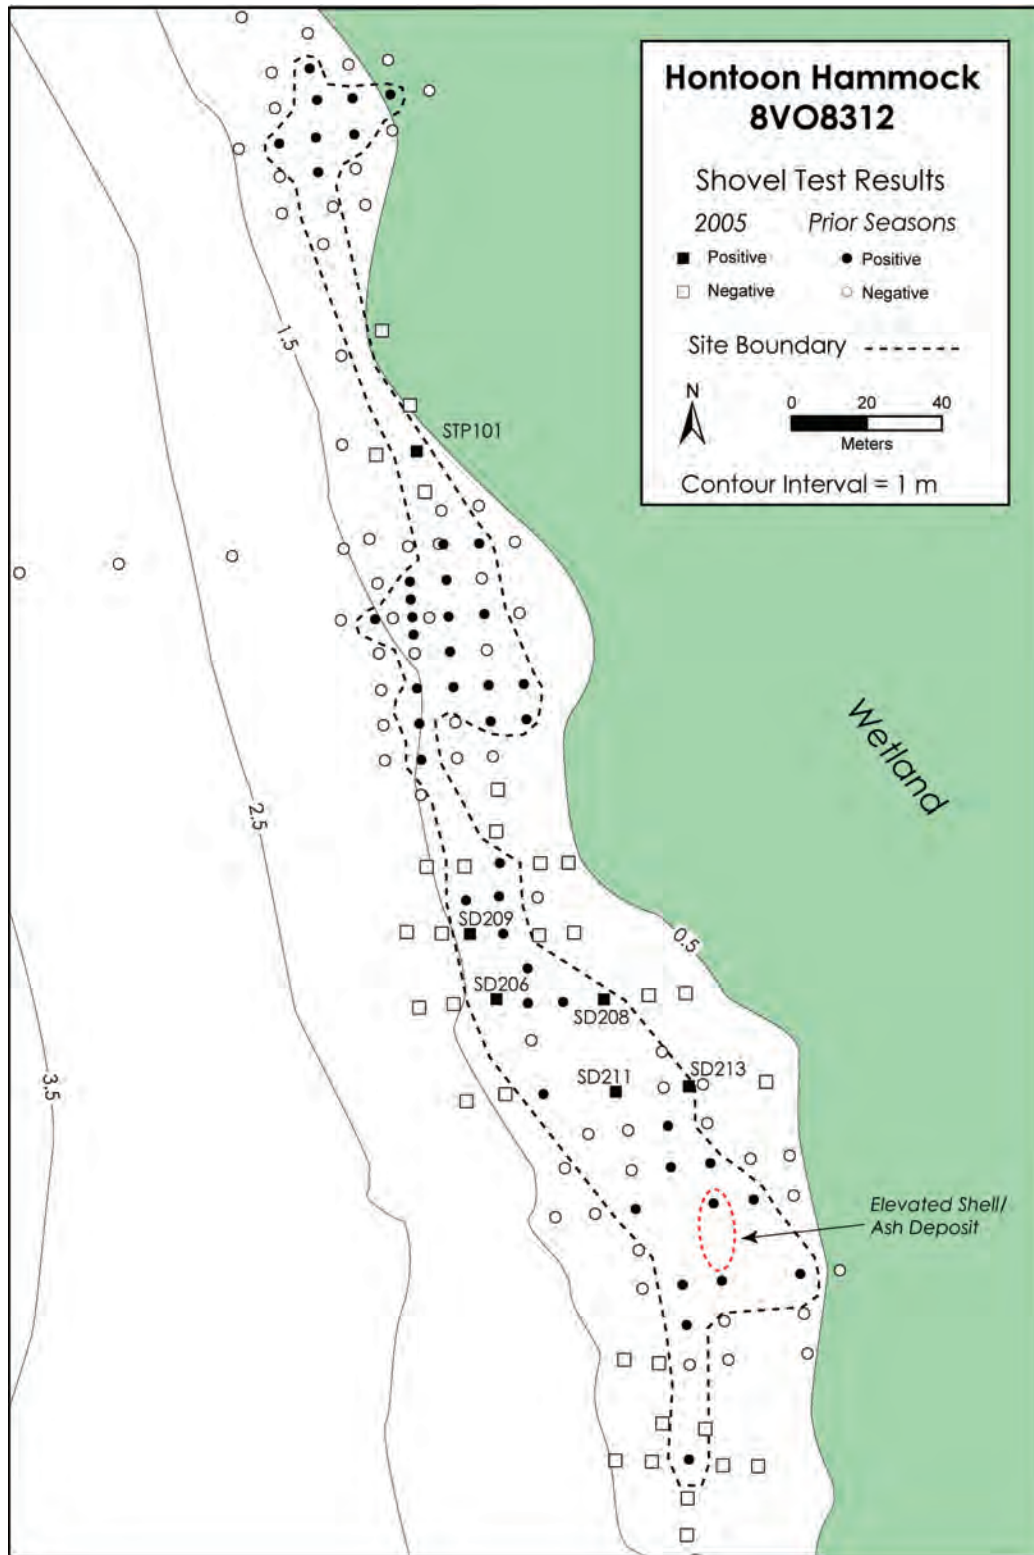 Hontoon Hammock
8VO8312
Shovel Test Results
2005 Prior Seasons
Positive Positive
Negative Negative
Site Boundary
N
0 20 40
Meters
Contour Interval = 1 m
1.5
STP101
Wetland
2.5
SD209
0.5
SD206
SD208
SD211
SD213
3.5
Elevated Shell/
Ash Deposit